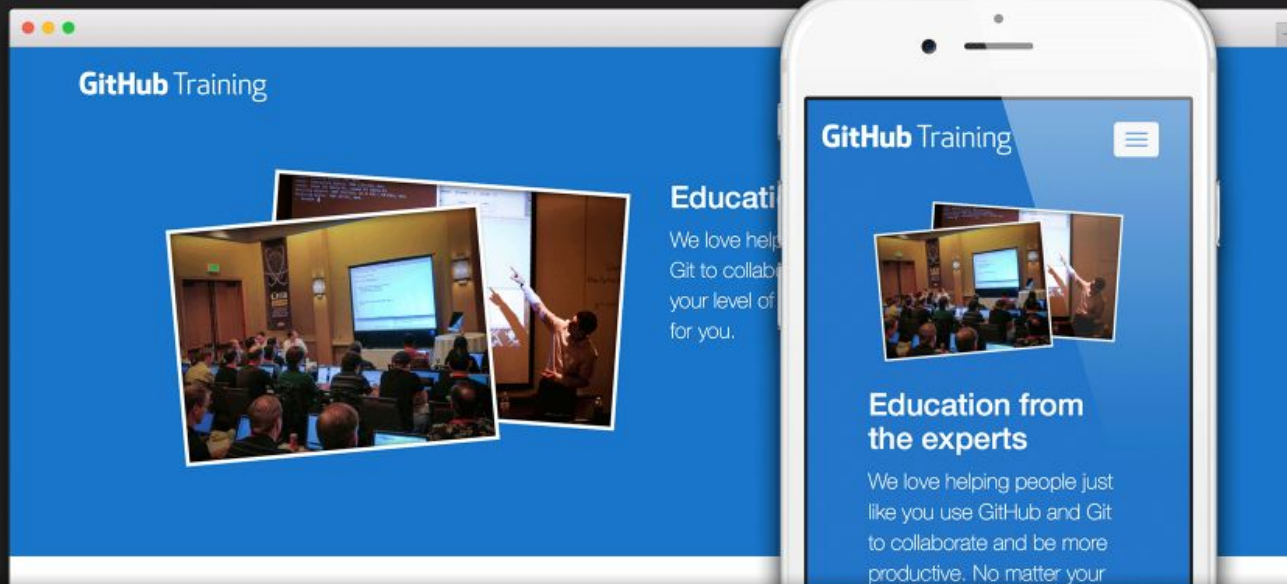 GitHub Training
Educati
We love help
Git to collab
your level of
for you.
GitHub Training
Education from
the experts
We love helping people just
like you use GitHub and Git
to collaborate and be more
productive. No matter your